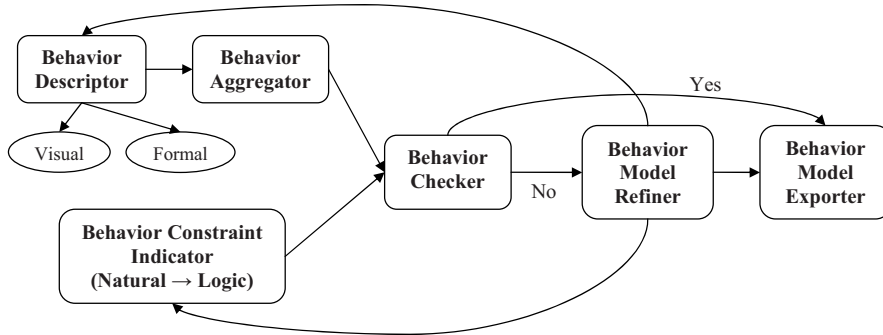 Behavior
Descriptor
Behavior
Aggregator
Visual
Formal
Yes
Behavior
Checker
No
Behavior
Model
Refiner
Behavior
Model
Exporter
Behavior Constraint
Indicator
(Natural → Logic)